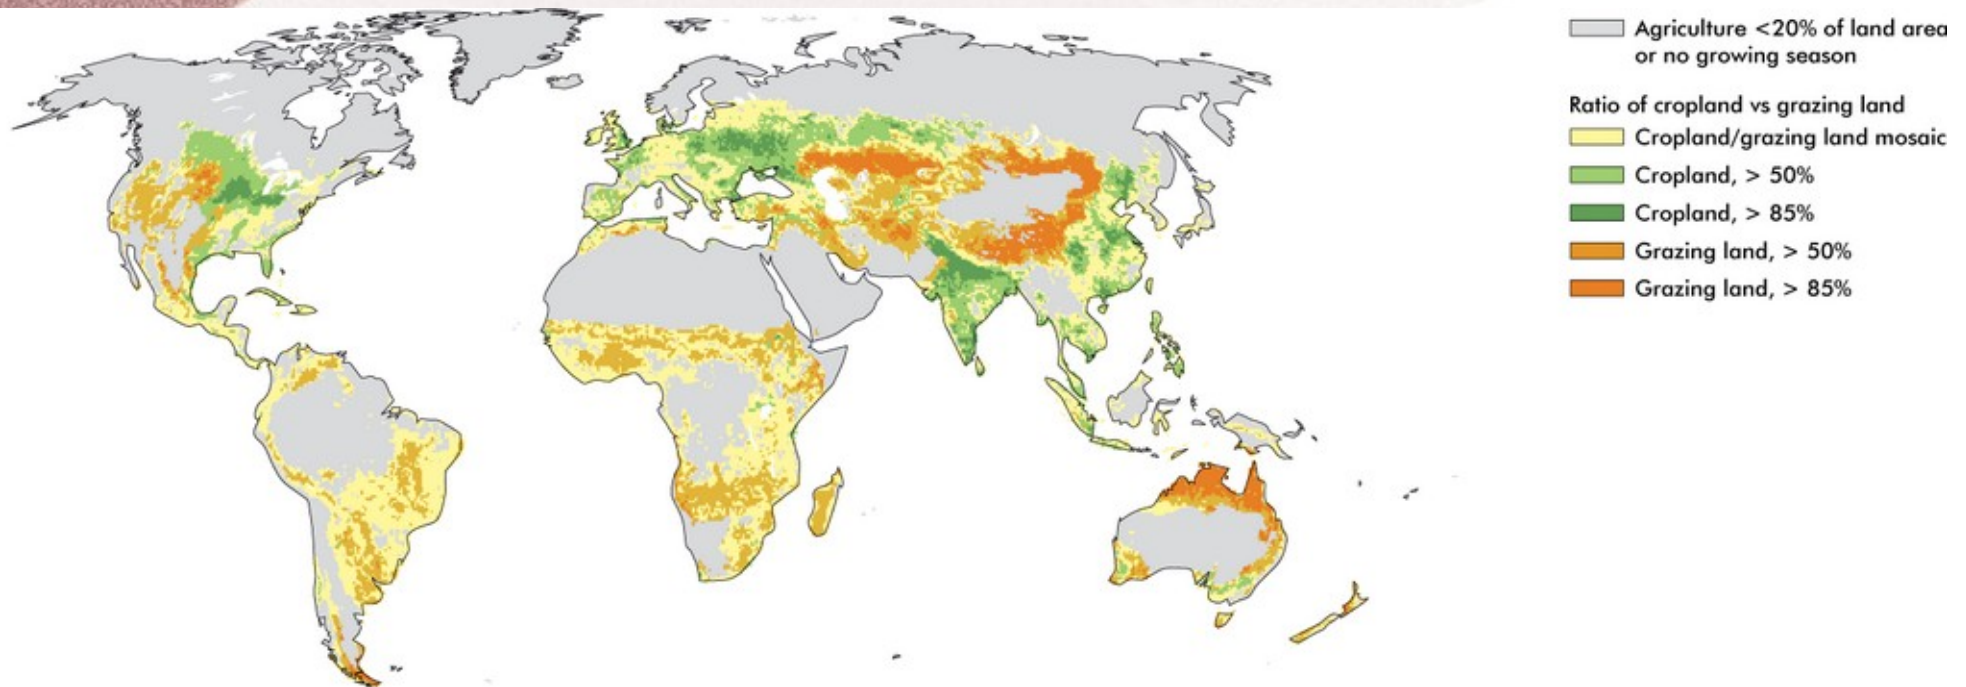 Agriculture <20% of land area
or no growing season
Ratio of cropland vs grazing land
Cropland/grazing land mosaic
Cropland, > 50%
Cropland, > 85%
Grazing land, > 50%
Grazing land, > 85%